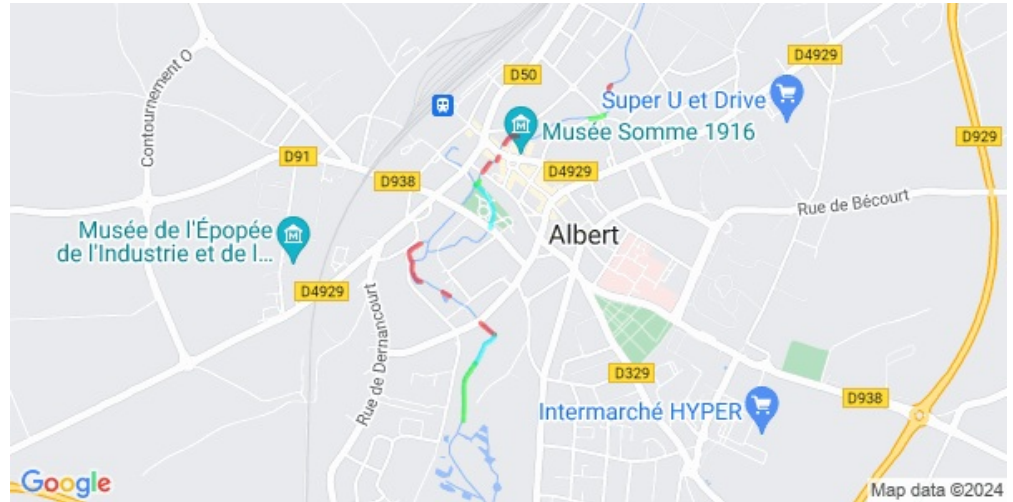 D4929
D50
Super U et Drive
Musée Somme 1916
D929
Contournement O
D91
D4929
D938
Rue de Bécourt
Musée de l'Épopée
de l'Industrie et de l...
Albert
D4929
Rue de Dernancourt
D329
D938
Intermarché HYPER
Google
Map data ©2024